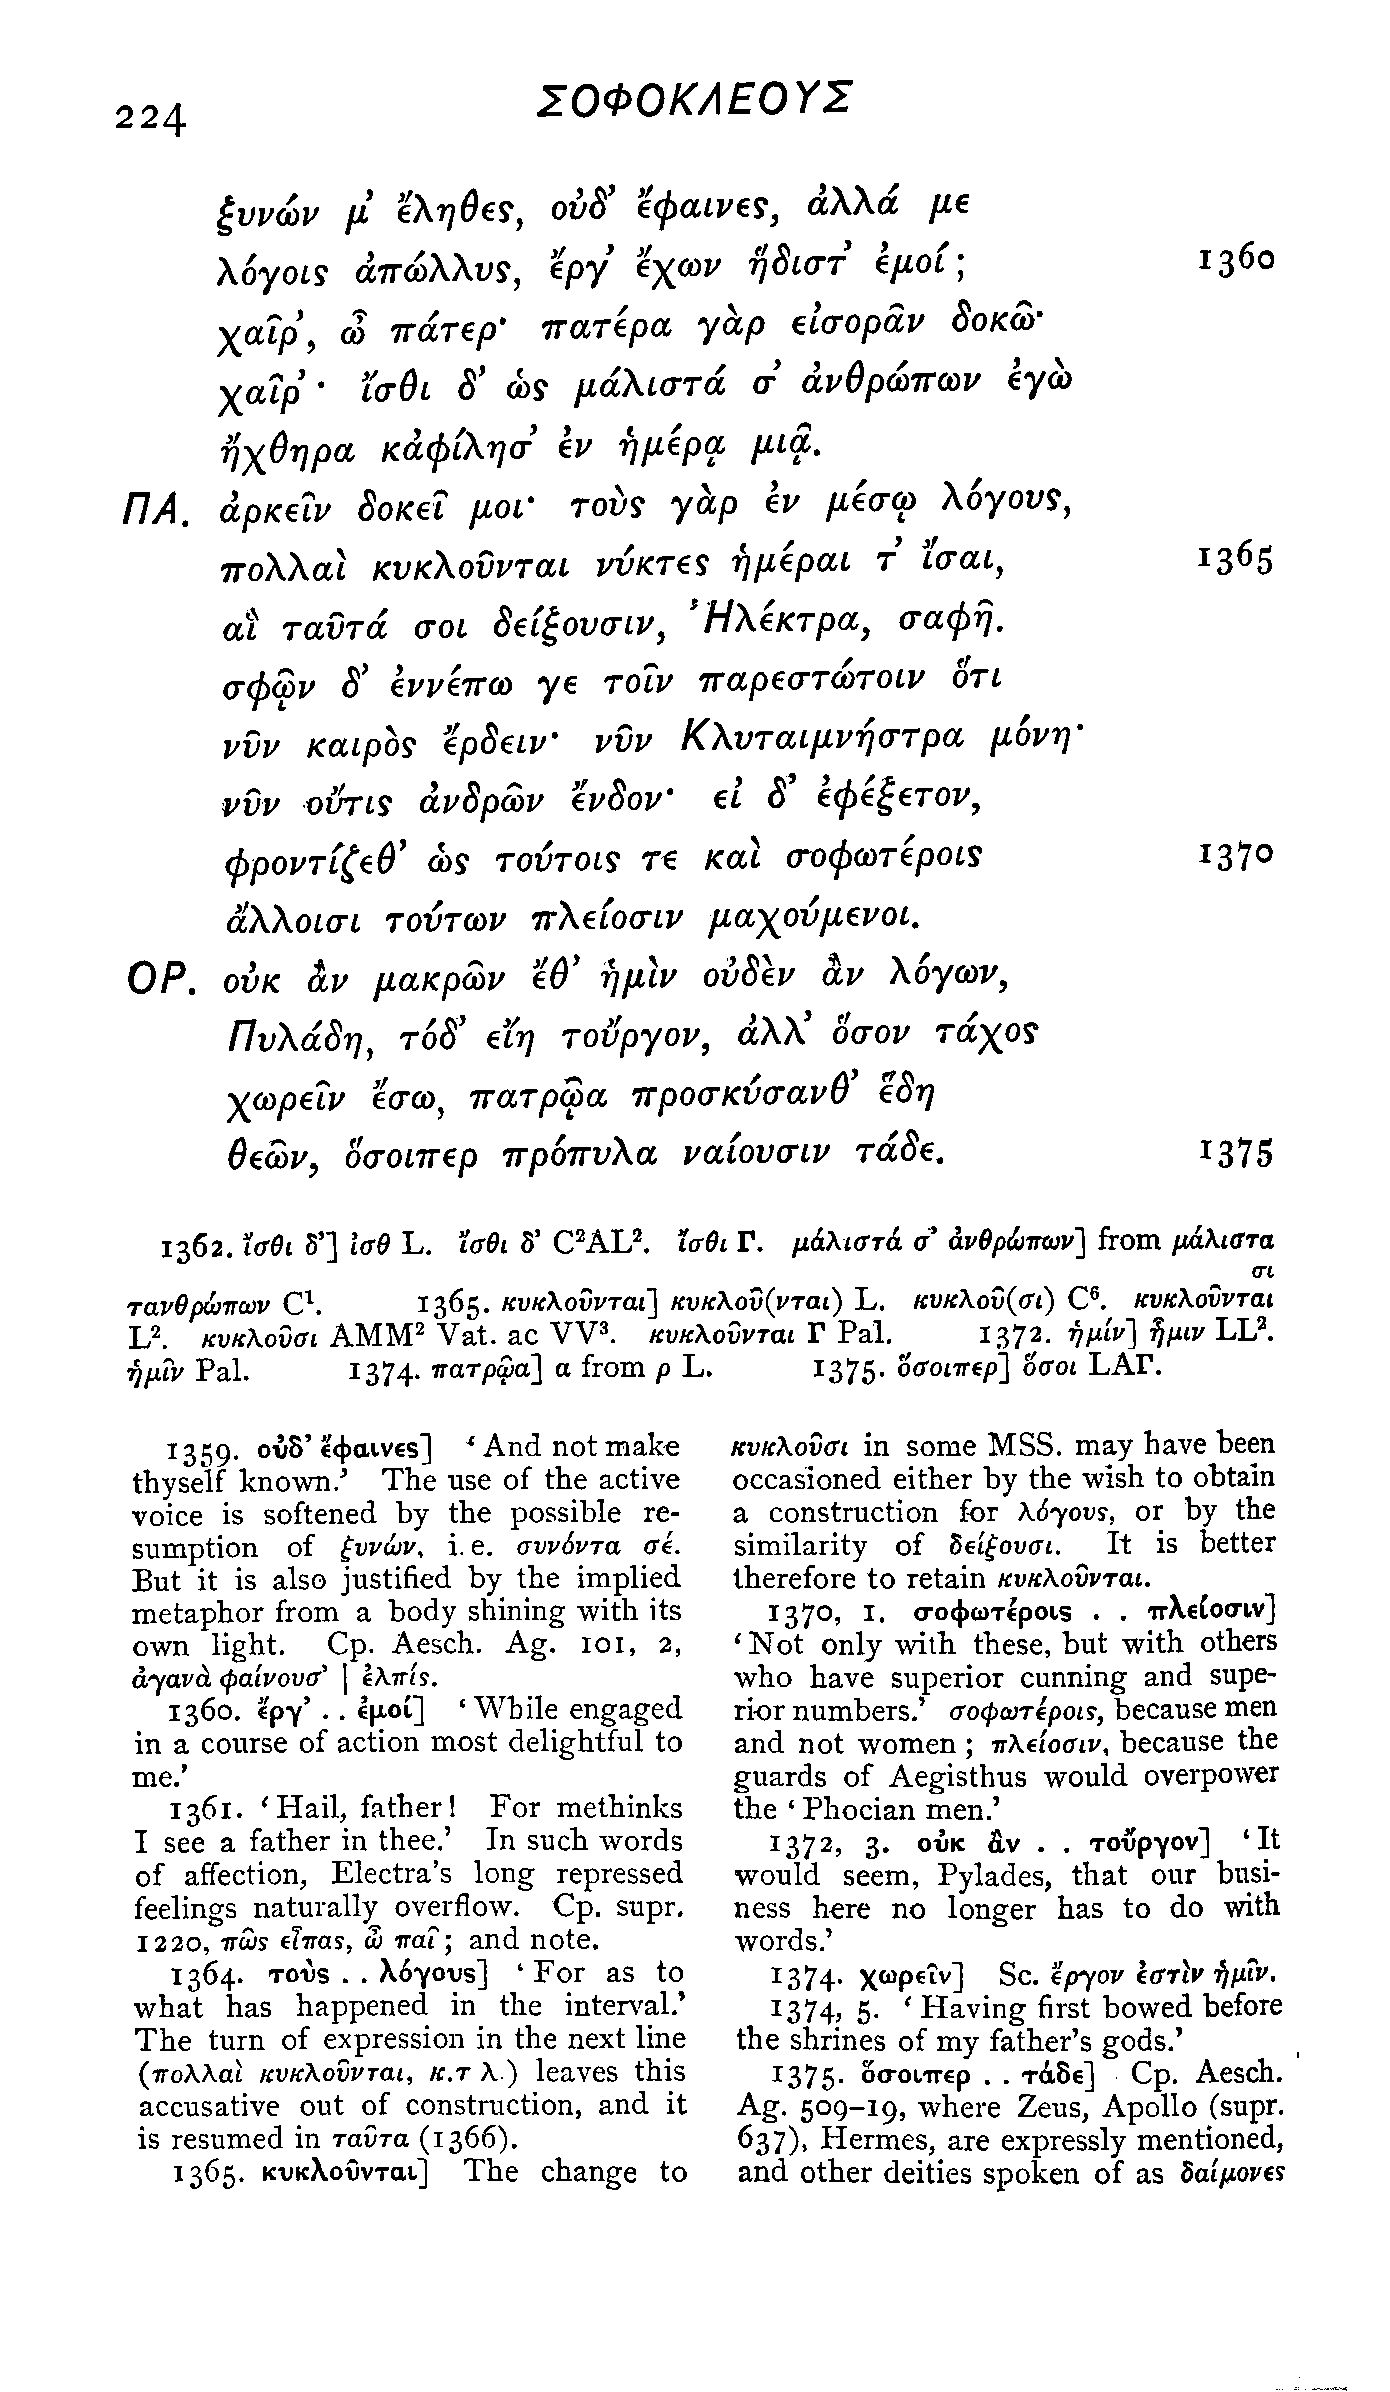 224
ΣΟΦΟΚΛΕΟΥΣ
ξυνών μ' ἔληθες, οὐδ' ἔφαινες, ἀλλά με
λόγοις ἀπώλλυς, ἔργ' ἔχων ἥδιστ' ἐμοί; 1360
χαῖρ', ὦ πάτερ· πατέρα γὰρ εἰσορᾶν δοκῶ·
χαῖρ'· ἴσθι δ' ὡς μάλιστά σ' ἀνθρώπων ἐγὼ
ἤχθηρα κἀφίλησ' ἐν ἡμέρᾳ μιᾷ.
ΠΑ. ἀρκεῖν δοκεῖ μοι· τοὺς γὰρ ἐν μέσῳ λόγους,
πολλαὶ κυκλοῦνται νύκτες ἡμέραι τ' ἴσαι, 1365
αἳ ταῦτά σοι δείξουσιν, Ἠλέκτρα, σαφῆ.
σφῷν δ' ἐννέπω γε τοῖν παρεστώτοιν ὅτι
νῦν καιρὸς ἔρδειν· νῦν Κλυταιμνήστρα μόνη·
νῦν οὔτις ἀνδρῶν ἔνδον· εἰ δ' ἐφέξετον,
φροντίζεθ' ὡς τούτοις τε καὶ σοφωτέροις 1370
ἄλλοισι τούτων πλείοσιν μαχούμενοι.
ΟΡ. οὐκ ἂν μακρῶν ἔθ' ἡμὶν οὐδὲν ἂν λόγων,
Πυλάδη, τόδ' εἴη τοὔργον, ἀλλ' ὅσον τάχος
χωρεῖν ἔσω, πατρῷα προσκύσανθ' ἕδη
θεῶν, ὅσοιπερ πρόπυλα ναίουσιν τάδε. 1375
1362. ἴσθι δ'] ἰσθ L. ἴσθι δ' C²AL². ἴσθι Γ. μάλιστά σ' ἀνθρώπων] from μάλιστα
σι
τανθρώπων C¹. 1365. κυκλοῦνται] κυκλοῦ(νται) L. κυκλοῦ(σι) C⁶. κυκλοῦνται
L². κυκλοῦσι AMM² Vat. ac VV³. κυκλοῦνται Γ Pal. 1372. ἡμίν] ἧμιν LL².
ἡμῖν Pal. 1374. πατρῷα] α from ρ L. 1375. ὅσοιπερ] ὅσοι LAΓ.
1359. οὐδ' ἔφαινες] 'And not make
thyself known.' The use of the active
voice is softened by the possible re-
sumption of ξυνών, i. e. συνόντα σέ.
But it is also justified by the implied
metaphor from a body shining with its
own light. Cp. Aesch. Ag. 101, 2,
ἀγανὰ φαίνουσ' | ἐλπίς.
1360. ἔργ' . . ἐμοί] 'While engaged
in a course of action most delightful to
me.'
1361. 'Hail, father! For methinks
I see a father in thee.' In such words
of affection, Electra's long repressed
feelings naturally overflow. Cp. supr.
1220, πῶς εἶπας, ὦ παῖ; and note.
1364. τοὺς . . λόγους] 'For as to
what has happened in the interval.'
The turn of expression in the next line
(πολλαὶ κυκλοῦνται, κ.τ λ.) leaves this
accusative out of construction, and it
is resumed in ταῦτα (1366).
1365. κυκλοῦνται] The change to
κυκλοῦσι in some MSS. may have been
occasioned either by the wish to obtain
a construction for λόγους, or by the
similarity of δείξουσι. It is better
therefore to retain κυκλοῦνται.
1370, 1. σοφωτέροις . . πλείοσιν]
'Not only with these, but with others
who have superior cunning and supe-
rior numbers.' σοφωτέροις, because men
and not women; πλείοσιν, because the
guards of Aegisthus would overpower
the 'Phocian men.'
1372, 3. οὐκ ἂν . . τοὔργον] 'It
would seem, Pylades, that our busi-
ness here no longer has to do with
words.'
1374. χωρεῖν] Sc. ἔργον ἐστὶν ἡμῖν.
1374, 5. 'Having first bowed before
the shrines of my father's gods.'
1375. ὅσοιπερ . . τάδε] Cp. Aesch.
Ag. 509–19, where Zeus, Apollo (supr.
637), Hermes, are expressly mentioned,
and other deities spoken of as δαίμονες